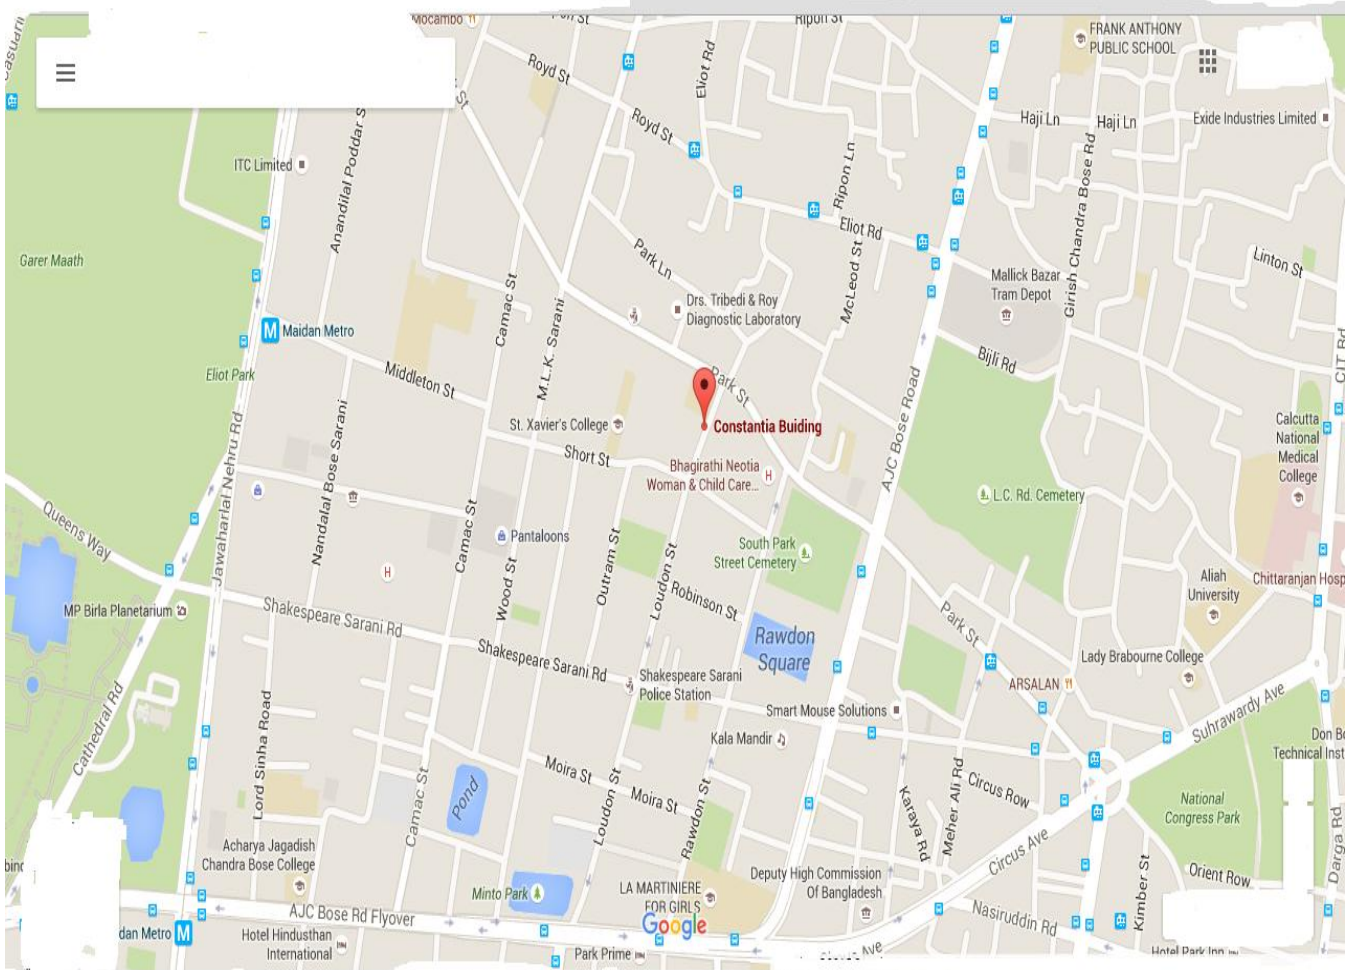 Mocambo
Ripon St
FRANK ANTHONY
PUBLIC SCHOOL
Eliot Rd
Royd St
Royd St
Haji Ln
Haji Ln
Exide Industries Limited
ITC Limited
Anandilal Poddar S
Ripon Ln
Girish Chandra Bose Rd
Eliot Rd
Garer Maath
Park Ln
McLeod St
Linton St
Mallick Bazar
Tram Depot
Camac St
M.L.K. Sarani
Drs. Tribedi & Roy
Diagnostic Laboratory
M
Maidan Metro
Middleton St
Eliot Park
Bijli Rd
CIT Rd
Park St
AJC Bose Road
St. Xavier's College
Constantia Buiding
Calcutta
National
Medical
College
Short St
Bhagirathi Neotia
Woman & Child Care...
H
Jawaharlal Nehru Rd
Nandalal Bose Sarani
L.C. Rd. Cemetery
Queens Way
Camac St
Pantaloons
Wood St
Outram St
Loudon St
South Park
Street Cemetery
H
Aliah
University
Chittaranjan Hosp
Robinson St
MP Birla Planetarium
Shakespeare Sarani Rd
Park St
Rawdon
Square
Shakespeare Sarani Rd
Lady Brabourne College
Shakespeare Sarani
Police Station
ARSALAN
Smart Mouse Solutions
Suhrawardy Ave
Cathedral Rd
Lord Sinha Road
Kala Mandir
Don Bo
Technical Inst
Moira St
Moira St
Camac St
Pond
Loudon St
Rawdon St
Karaya Rd
Meher Ali Rd
Circus Row
National
Congress Park
Acharya Jagadish
Chandra Bose College
Circus Ave
Darga Rd
Minto Park
LA MARTINIERE
FOR GIRLS
Deputy High Commission
Of Bangladesh
Kimber St
Orient Row
AJC Bose Rd Flyover
Google
Nasiruddin Rd
dan Metro
M
Hotel Hindusthan
International
Park Prime
Hotel Park Inn